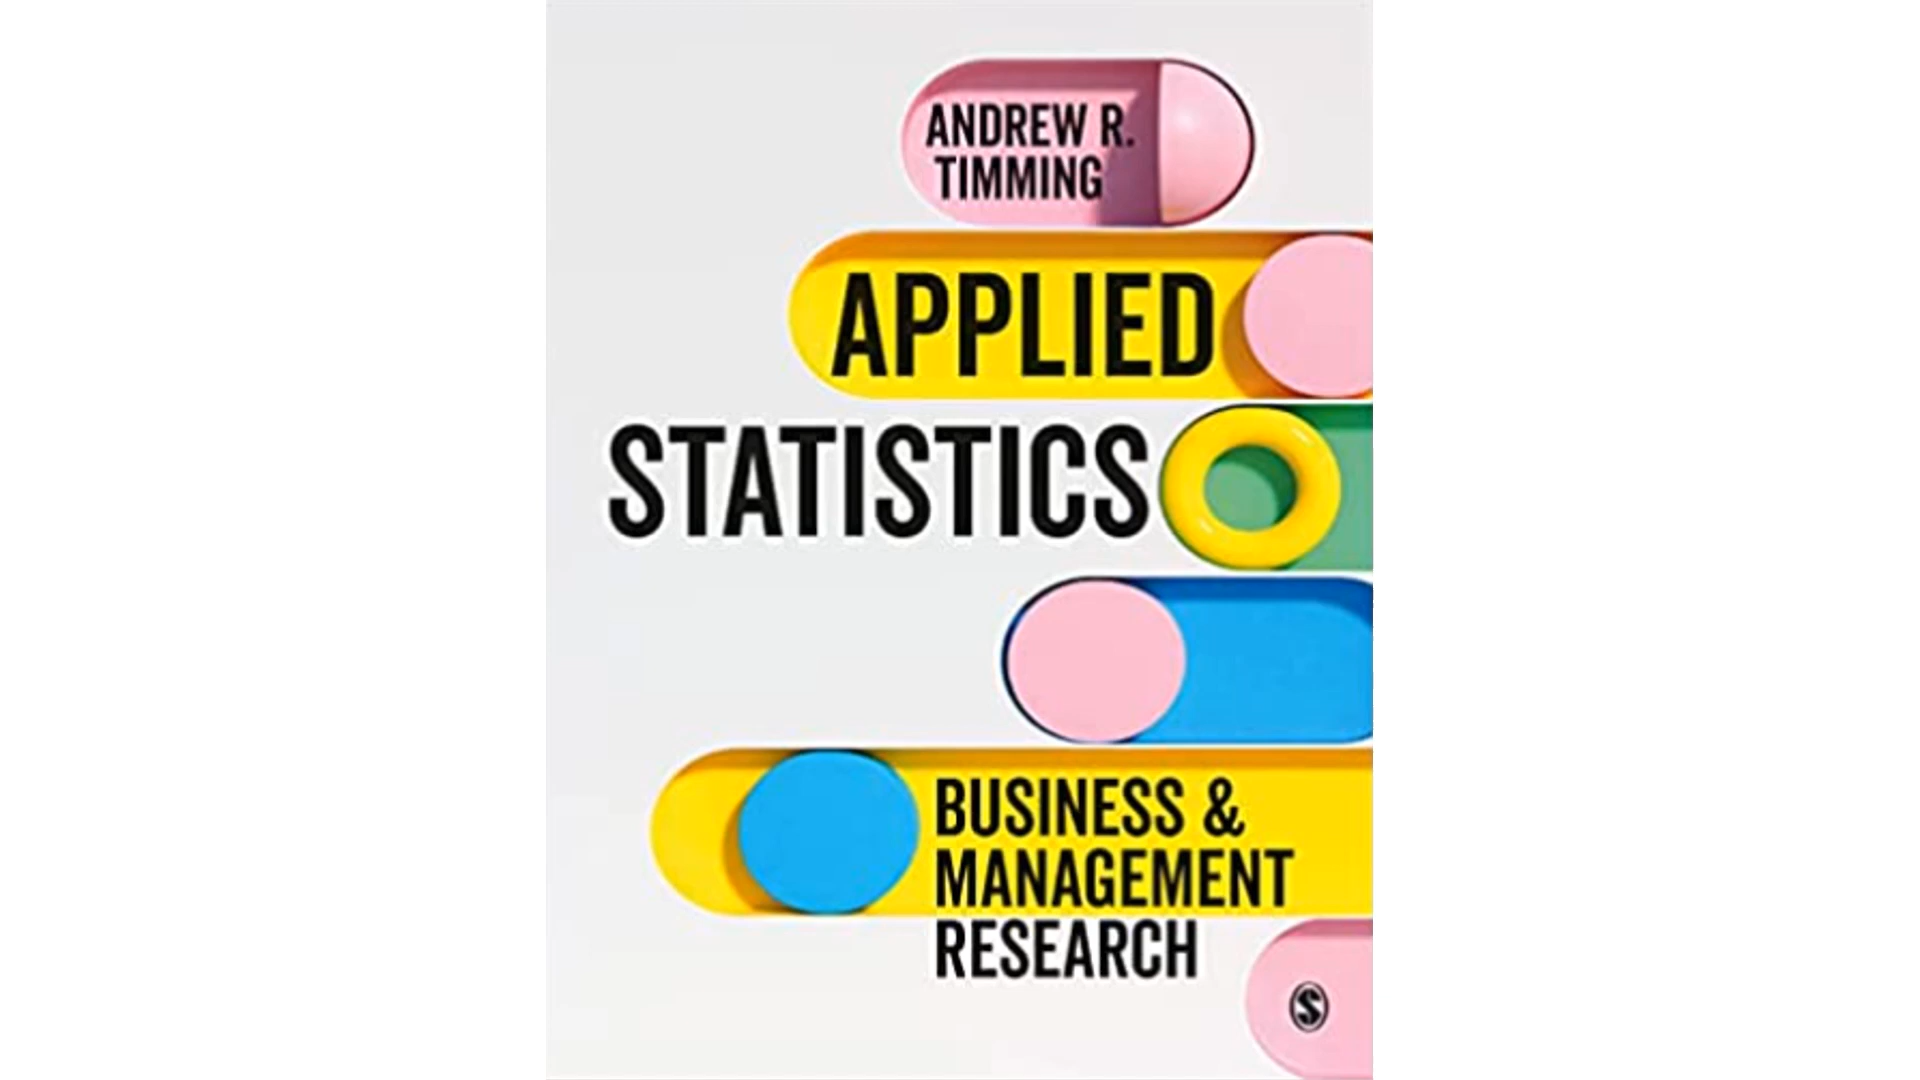 ANDREW R.
TIMMING
APPLIED
STATISTICS
BUSINESS &
MANAGEMENT
RESEARCH
S